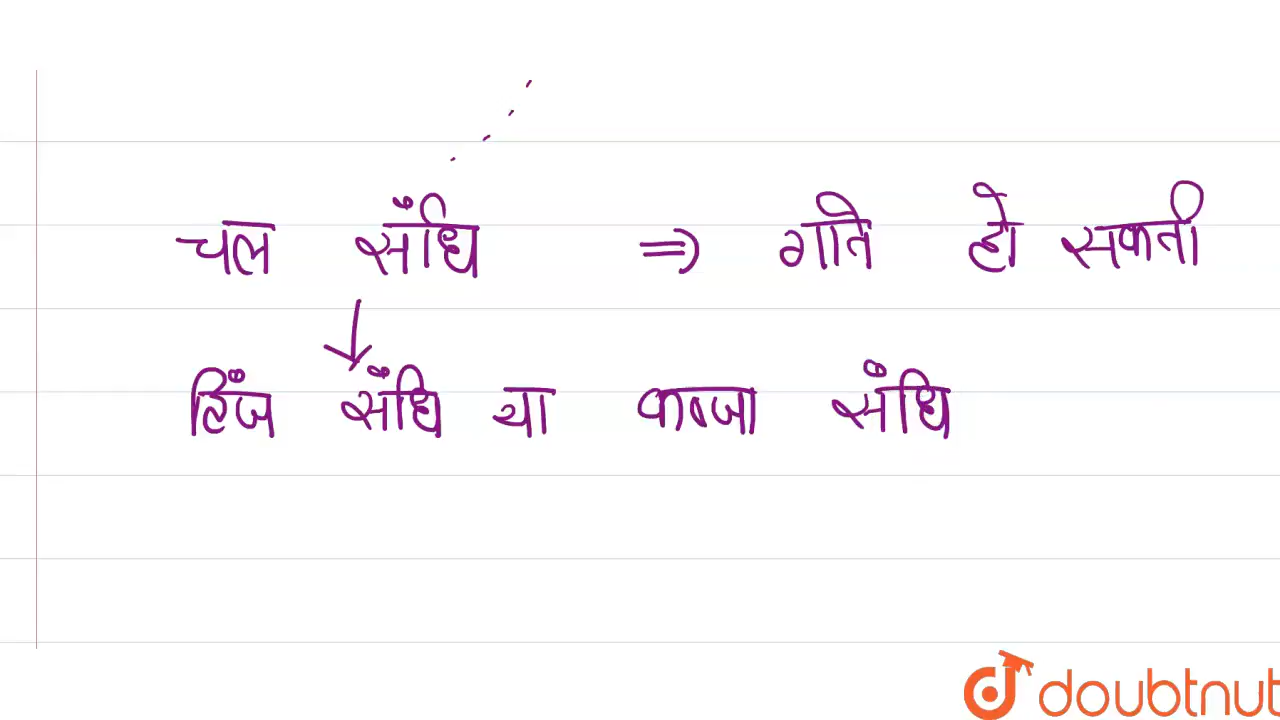 चल संधि ⇒ गति हो सकती
↓
हिंज संधि या कब्जा संधि
doubtnut